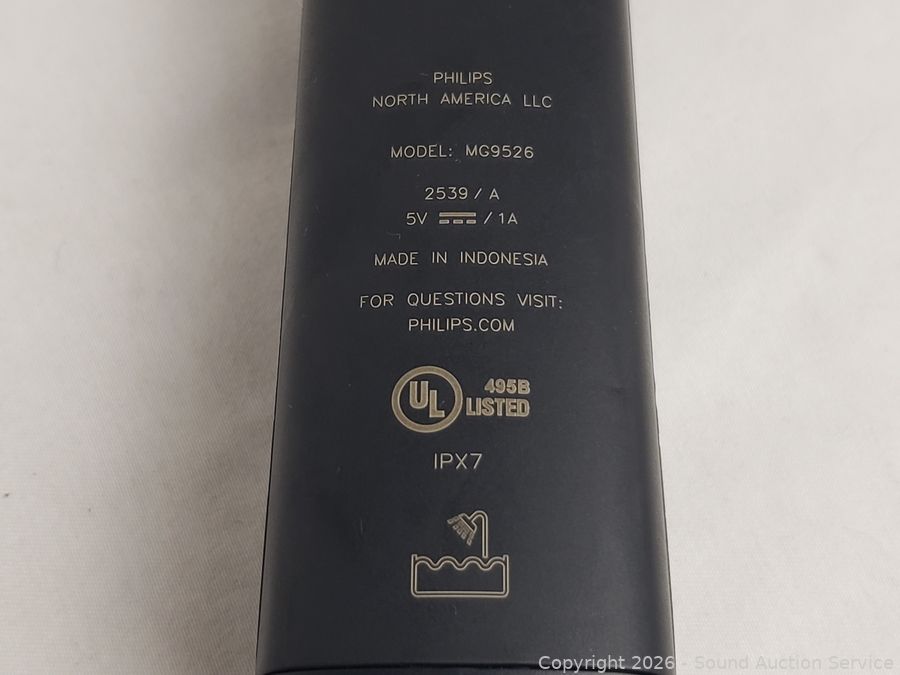 PHILIPS
NORTH AMERICA LLC
MODEL: MG9526
2539 / A
5V ⎓ / 1A
MADE IN INDONESIA
FOR QUESTIONS VISIT:
PHILIPS.COM
UL 495B
LISTED
IPX7
Copyright 2026 - Sound Auction Service